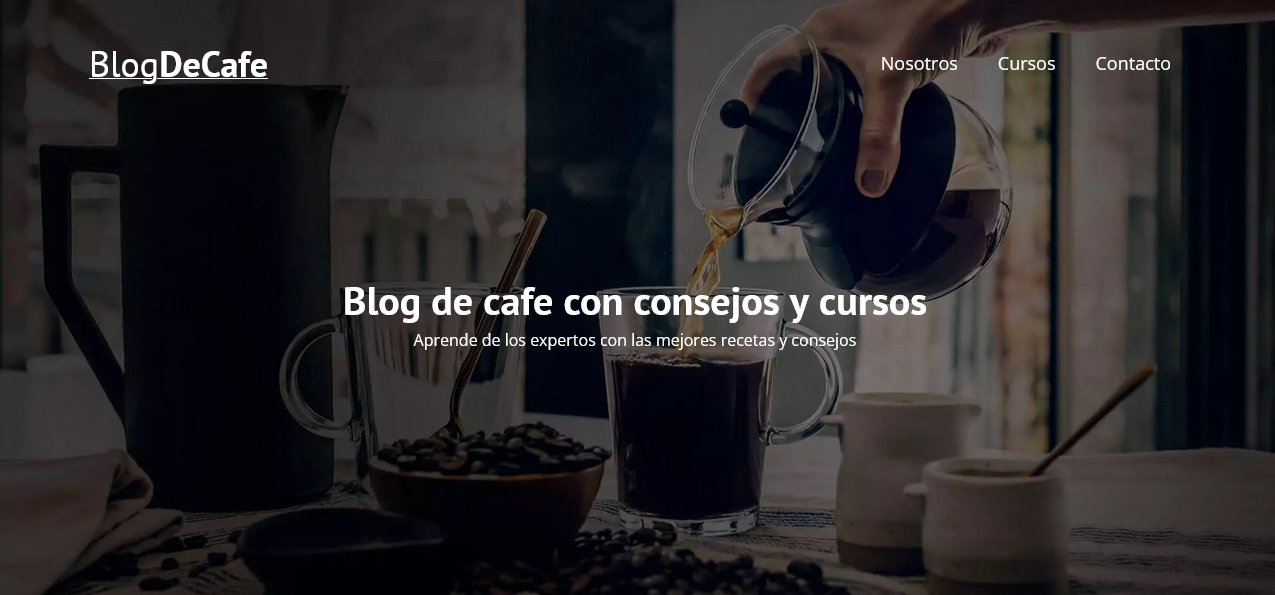 BlogDeCafe
Nosotros Cursos Contacto
Blog de cafe con consejos y cursos
Aprende de los expertos con las mejores recetas y consejos